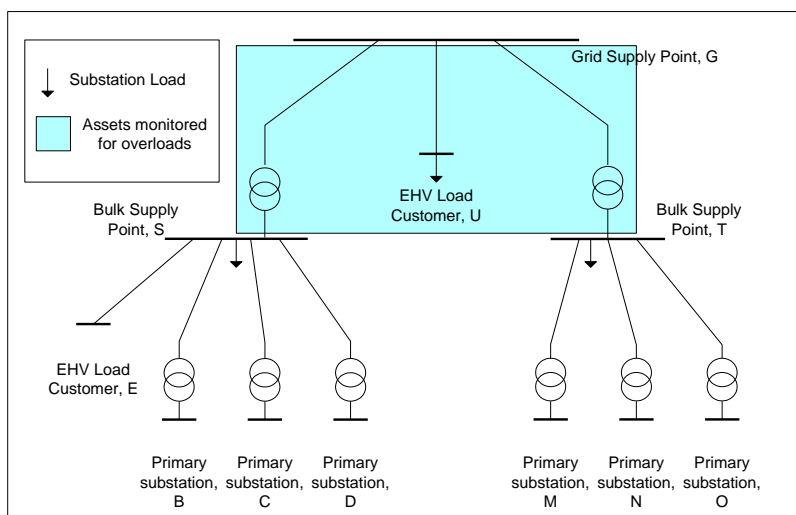 Grid Supply Point, G
Substation Load
Assets monitored
for overloads
EHV Load
Customer, U
Bulk Supply
Point, S
Bulk Supply
Point, T
EHV Load
Customer, E
Primary
substation,
B
Primary
substation,
C
Primary
substation,
D
Primary
substation,
M
Primary
substation,
N
Primary
substation,
O